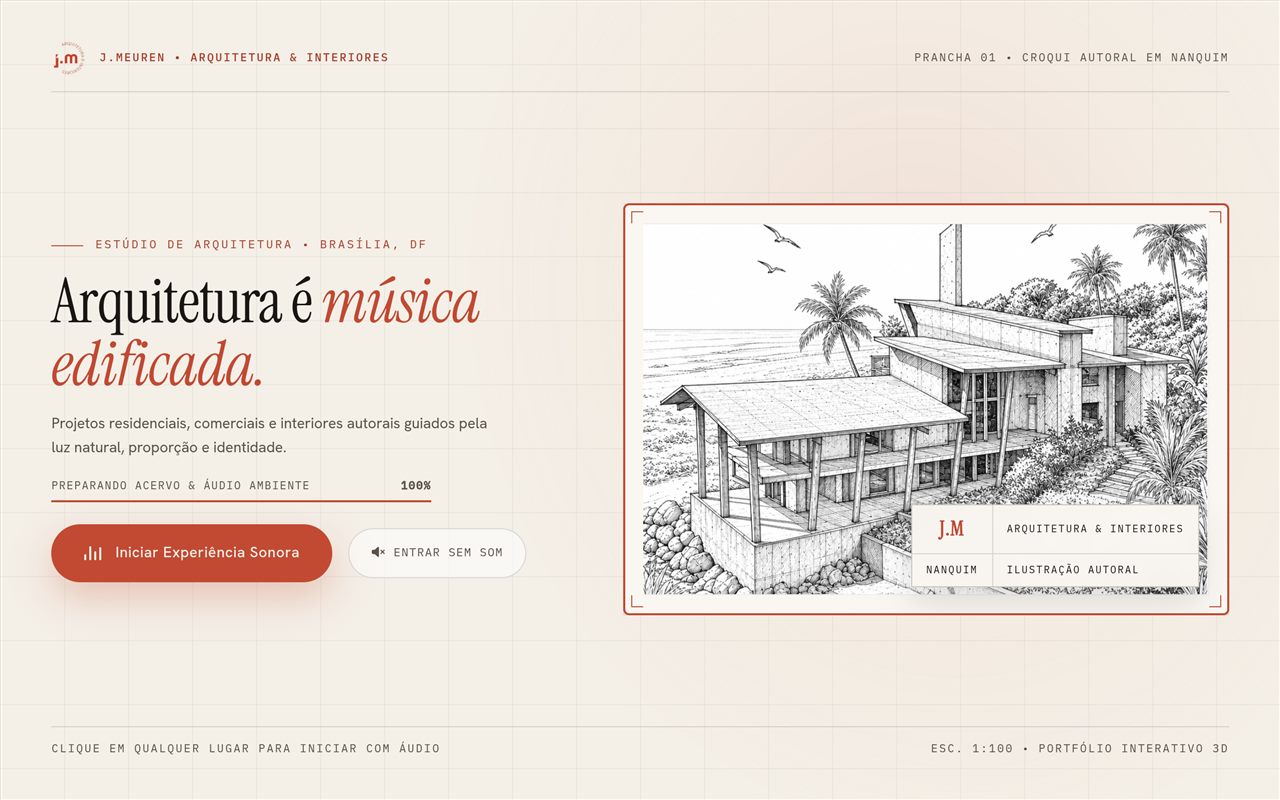 j.m
J.MEUREN • ARQUITETURA & INTERIORES
PRANCHA 01 • CROQUI AUTORAL EM NANQUIM
ESTÚDIO DE ARQUITETURA • BRASÍLIA, DF
Arquitetura é música
edificada.
Projetos residenciais, comerciais e interiores autorais guiados pela
luz natural, proporção e identidade.
PREPARANDO ACERVO & ÁUDIO AMBIENTE 100%
Iniciar Experiência Sonora
ENTRAR SEM SOM
J.M ARQUITETURA & INTERIORES
NANQUIM ILUSTRAÇÃO AUTORAL
CLIQUE EM QUALQUER LUGAR PARA INICIAR COM ÁUDIO
ESC. 1:100 • PORTFÓLIO INTERATIVO 3D